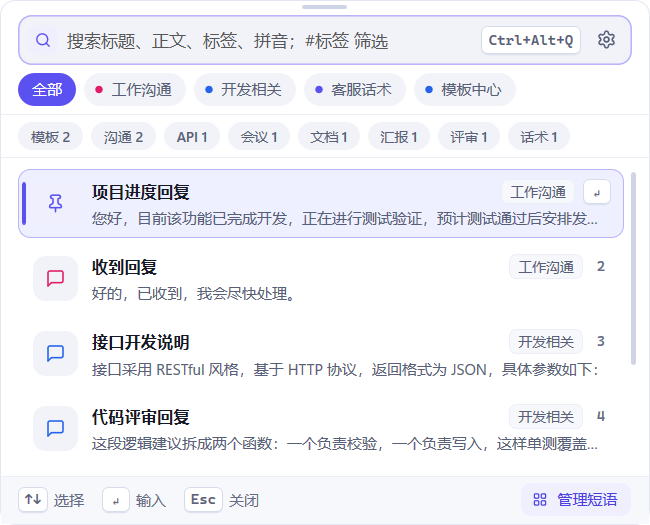 搜索标题、正文、标签、拼音；#标签 筛选 Ctrl+Alt+Q
全部 工作沟通 开发相关 客服话术 模板中心
模板 2 沟通 2 API 1 会议 1 文档 1 汇报 1 评审 1 话术 1
项目进度回复 工作沟通 ↲
您好，目前该功能已完成开发，正在进行测试验证，预计测试通过后安排发...
收到回复 工作沟通 2
好的，已收到，我会尽快处理。
接口开发说明 开发相关 3
接口采用 RESTful 风格，基于 HTTP 协议，返回格式为 JSON，具体参数如下：
代码评审回复 开发相关 4
这段逻辑建议拆成两个函数：一个负责校验，一个负责写入，这样单测覆盖...
↑↓ 选择 ↲ 输入 Esc 关闭 管理短语